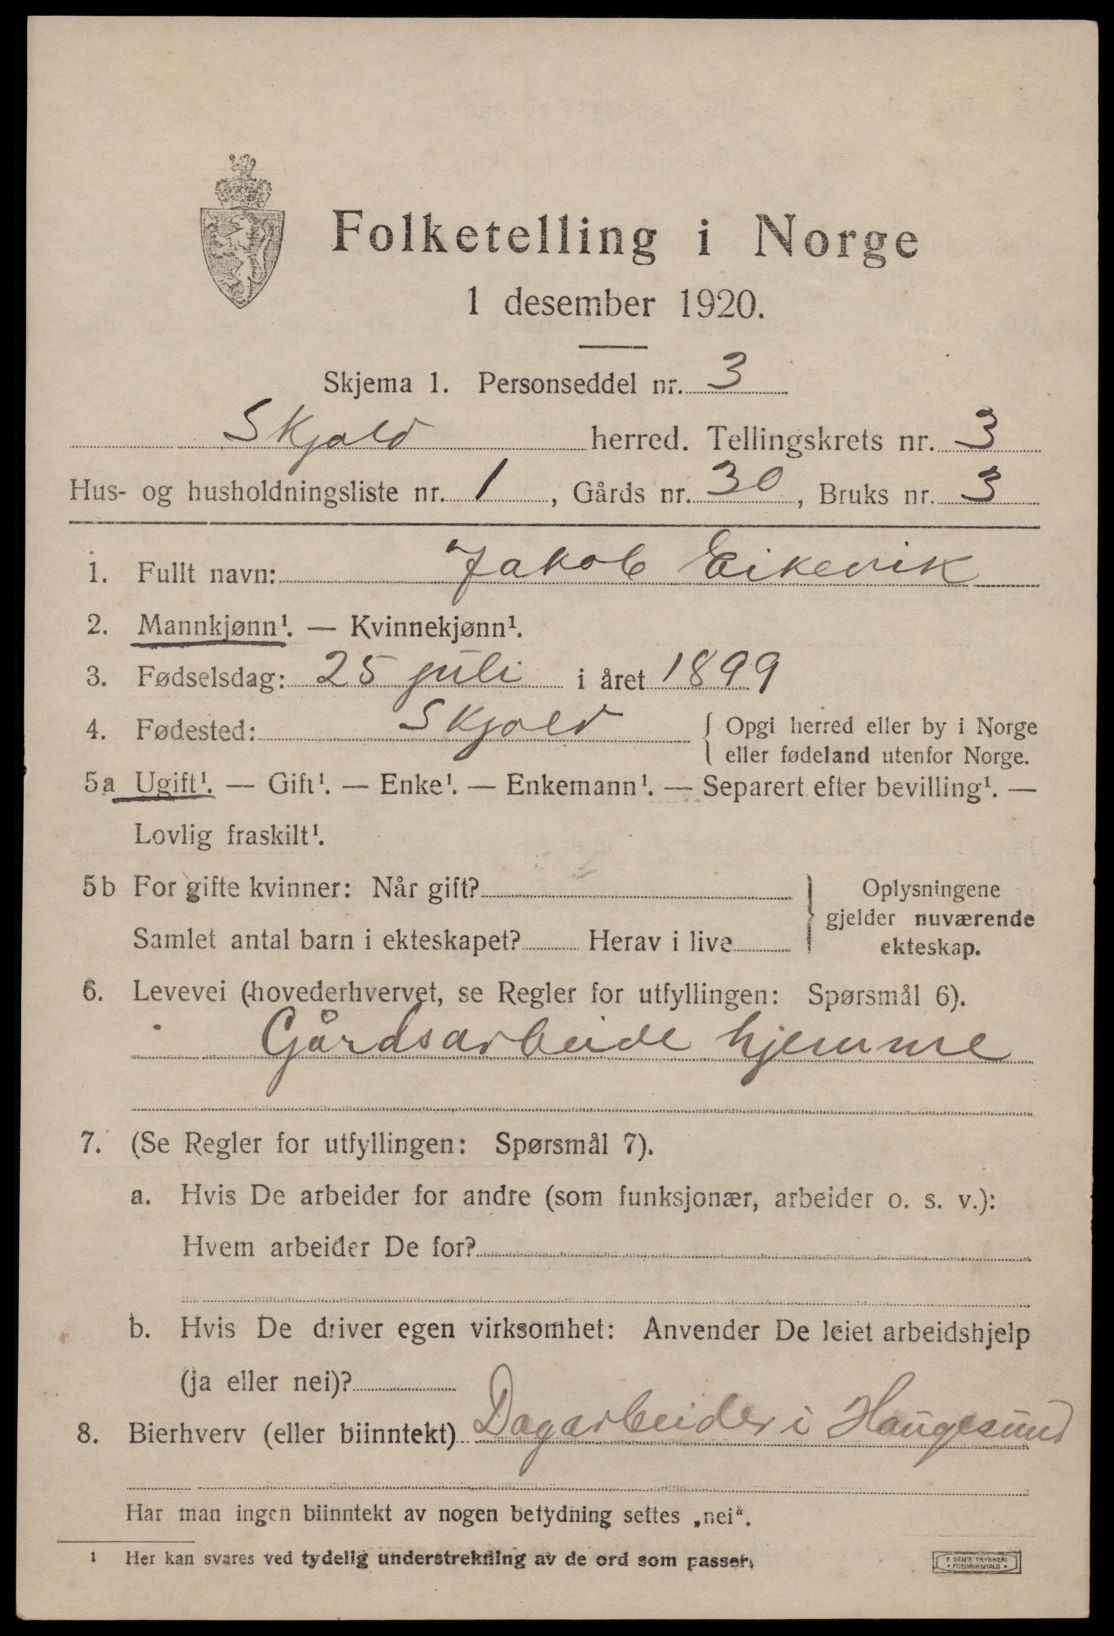 Folketelling i Norge
1 desember 1920.
Skjema 1. Personseddel nr. 3
Skjold herred. Tellingskrets nr. 3
Hus- og husholdningsliste nr. 1, Gårds nr. 30, Bruks nr. 3
1. Fullt navn: Jakob Eikevik
2. Mannkjønn¹. — Kvinnekjønn¹.
3. Fødselsdag: 25 juli i året 1899
4. Fødested: Skjold { Opgi herred eller by i Norge
eller fødeland utenfor Norge.
5a Ugift¹. — Gift¹. — Enke¹. — Enkemann¹. — Separert efter bevilling¹. —
Lovlig fraskilt¹.
5b For gifte kvinner: Når gift?
Samlet antal barn i ekteskapet? Herav i live
Oplysningene
gjelder nuværende
ekteskap.
6. Levevei (hovederhvervet, se Regler for utfyllingen: Spørsmål 6).
Gårdsarbeide hjemme
7. (Se Regler for utfyllingen: Spørsmål 7).
a. Hvis De arbeider for andre (som funksjonær, arbeider o. s. v.):
Hvem arbeider De for?
b. Hvis De driver egen virksomhet: Anvender De leiet arbeidshjelp
(ja eller nei)?
8. Bierhverv (eller biinntekt) Dagarbeider i Haugesund
Har man ingen biinntekt av nogen betydning settes „nei“.
¹ Her kan svares ved tydelig understrekning av de ord som passer.
F. SEM'S TRYKKERI
• FREDRIKSHALD •